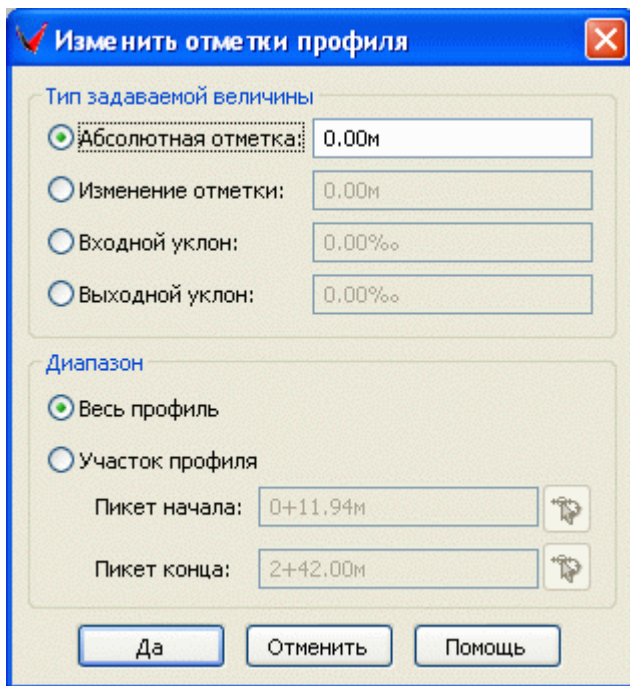 Изменить отметки профиля
Тип задаваемой величины
Абсолютная отметка: 0.00м
Изменение отметки: 0.00м
Входной уклон: 0.00‰
Выходной уклон: 0.00‰
Диапазон
Весь профиль
Участок профиля
Пикет начала: 0+11.94м
Пикет конца: 2+42.00м
Да Отменить Помощь